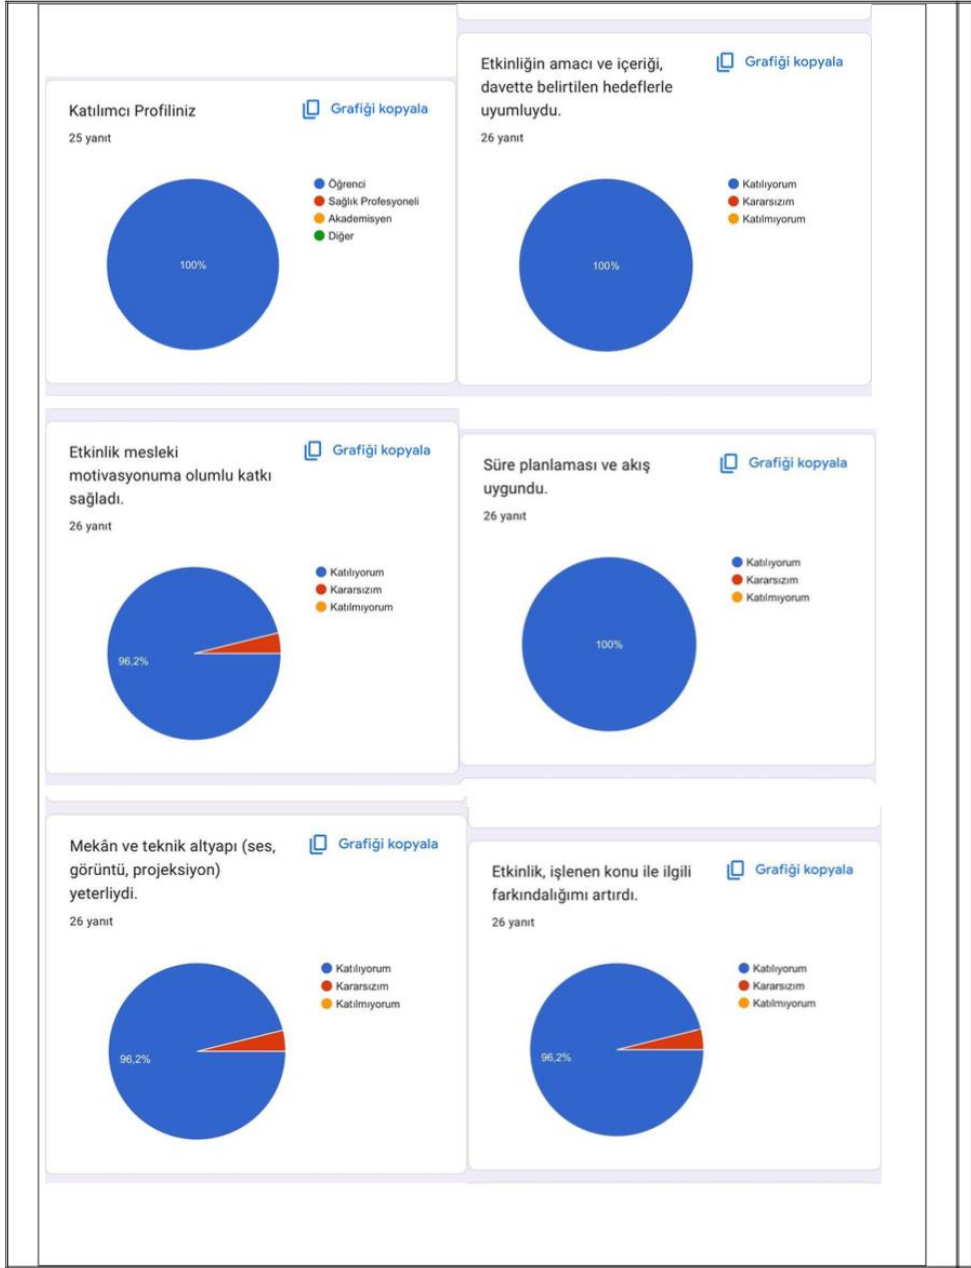 Katılımcı Profiliniz
Grafiği kopyala
25 yanıt
Öğrenci
Sağlık Profesyoneli
Akademisyen
Diğer
100%
Etkinliğin amacı ve içeriği,
davette belirtilen hedeflerle
uyumluydu.
Grafiği kopyala
26 yanıt
Katılıyorum
Kararsızım
Katılmıyorum
100%
Etkinlik mesleki
motivasyonuma olumlu katkı
sağladı.
Grafiği kopyala
26 yanıt
Katılıyorum
Kararsızım
Katılmıyorum
96,2%
Süre planlaması ve akış
uygundu.
Grafiği kopyala
26 yanıt
Katılıyorum
Kararsızım
Katılmıyorum
100%
Mekân ve teknik altyapı (ses,
görüntü, projeksiyon)
yeterliydi.
Grafiği kopyala
26 yanıt
Katılıyorum
Kararsızım
Katılmıyorum
96,2%
Etkinlik, işlenen konu ile ilgili
farkındalığımı artırdı.
Grafiği kopyala
26 yanıt
Katılıyorum
Kararsızım
Katılmıyorum
96,2%